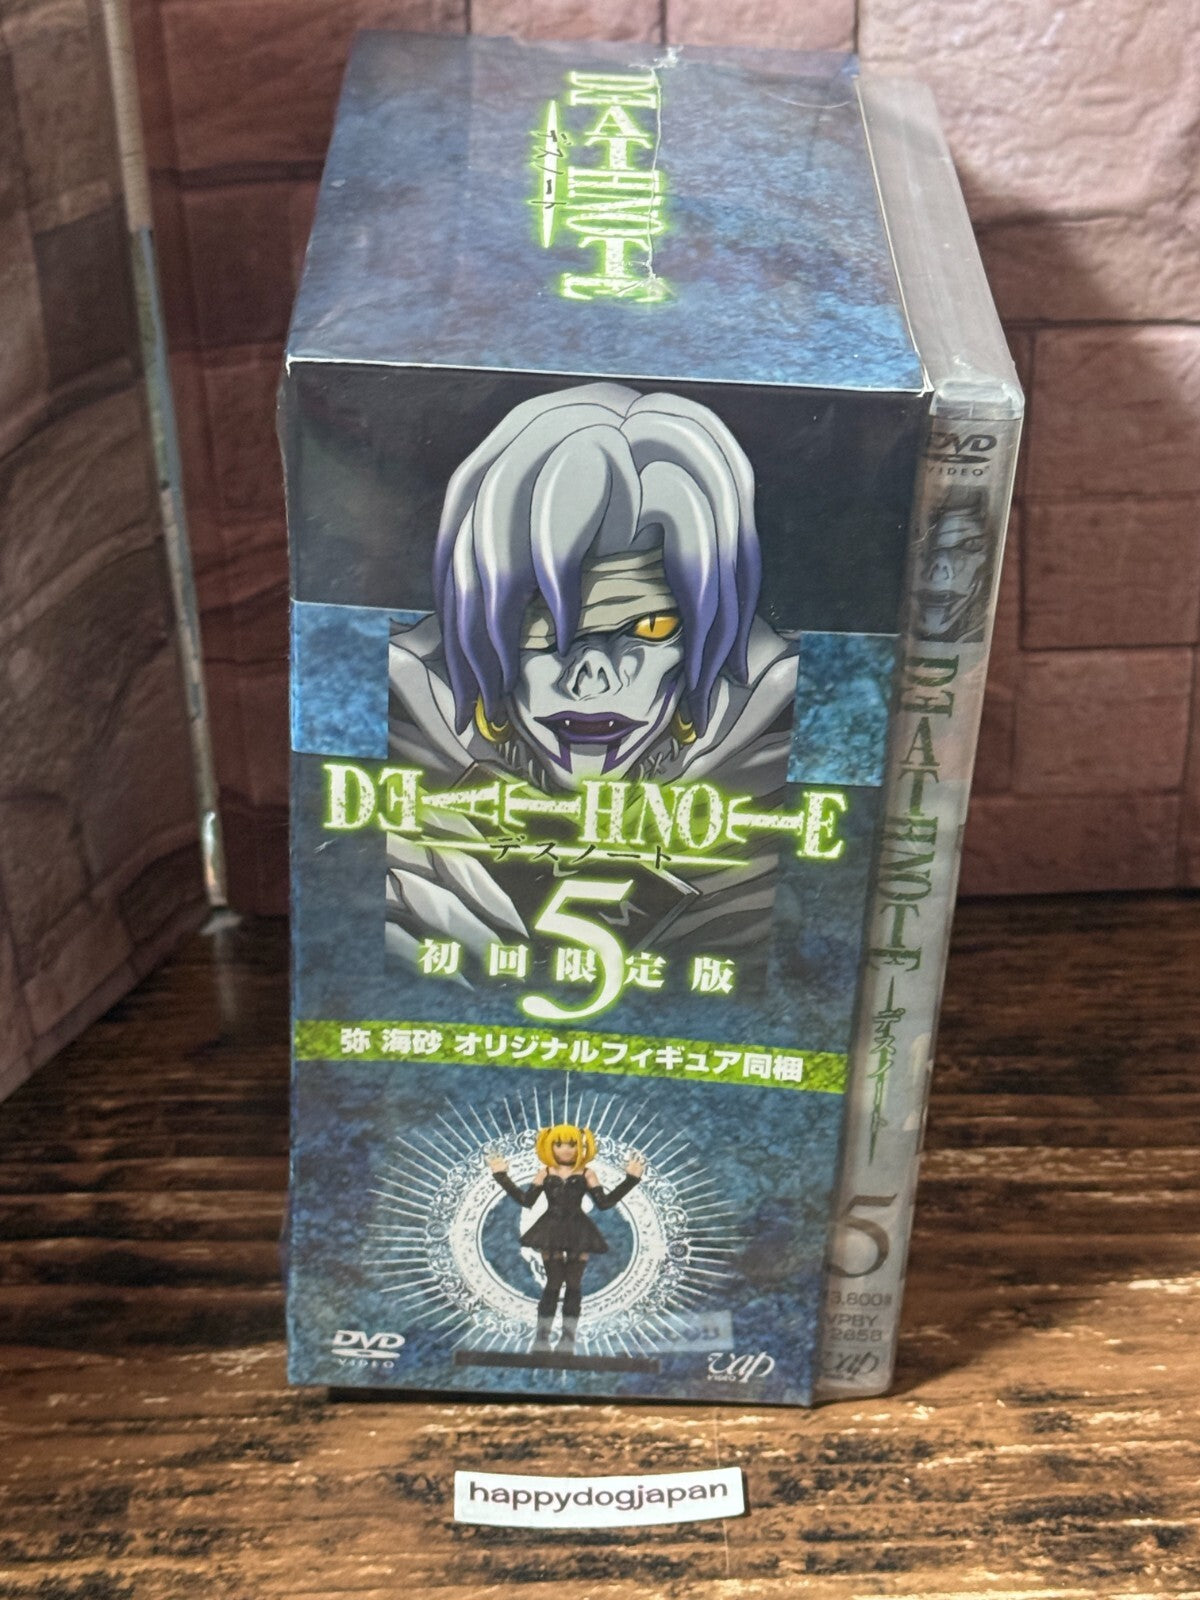 DEATH NOTE
デスノート
DEATH NOTE
デスノート
5
初回限定版
弥 海砂 オリジナルフィギュア同梱
DVD
VIDEO
vap
VIDEO
DVD
VIDEO
DEATH NOTE
デスノート
5
VPBY
vap
happydogjapan